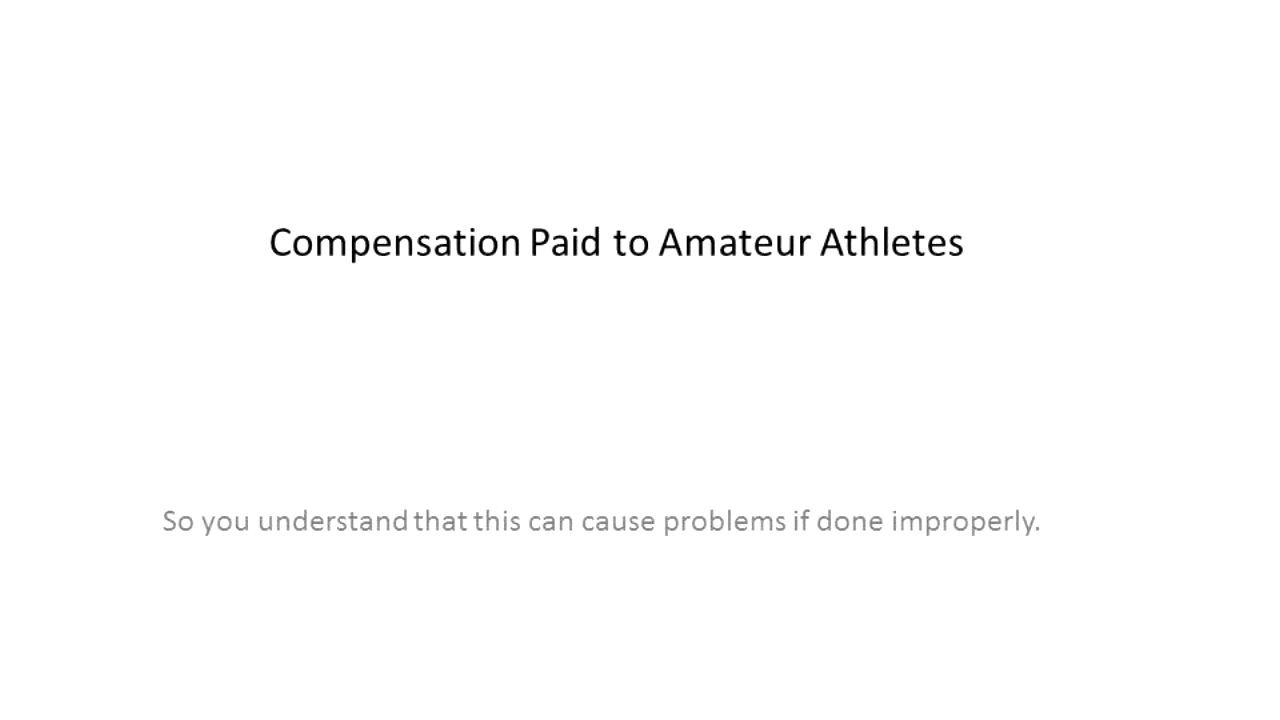 Compensation Paid to Amateur Athletes
So you understand that this can cause problems if done improperly.